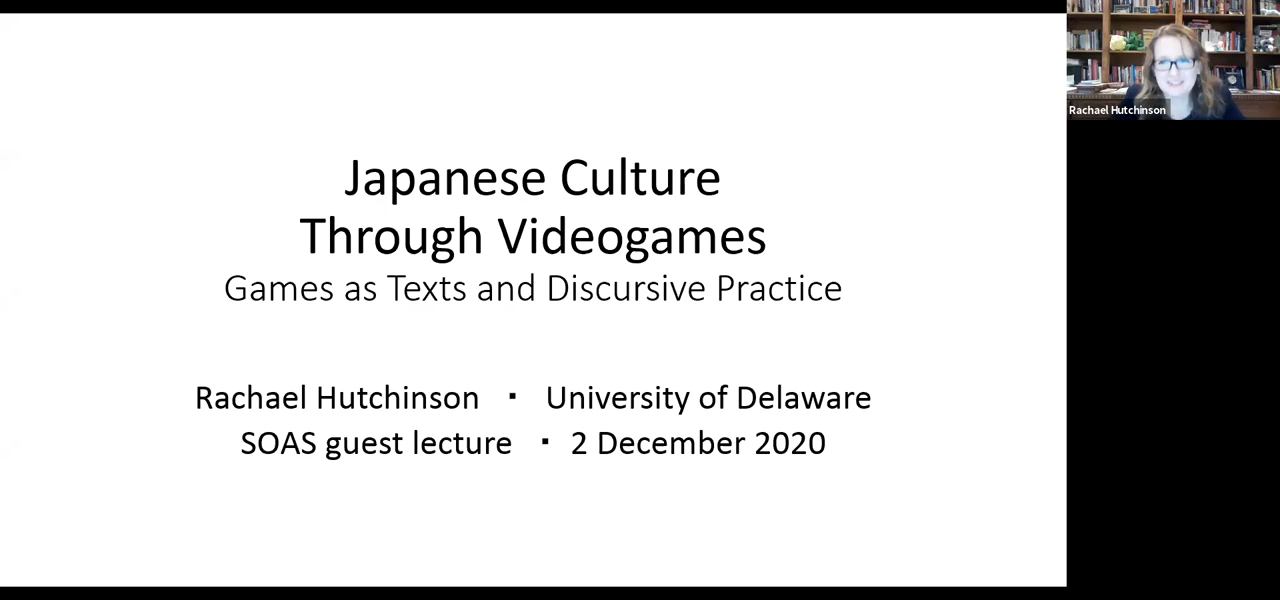 Japanese Culture
Through Videogames
Games as Texts and Discursive Practice
Rachael Hutchinson ▪ University of Delaware
SOAS guest lecture ▪ 2 December 2020
Rachael Hutchinson